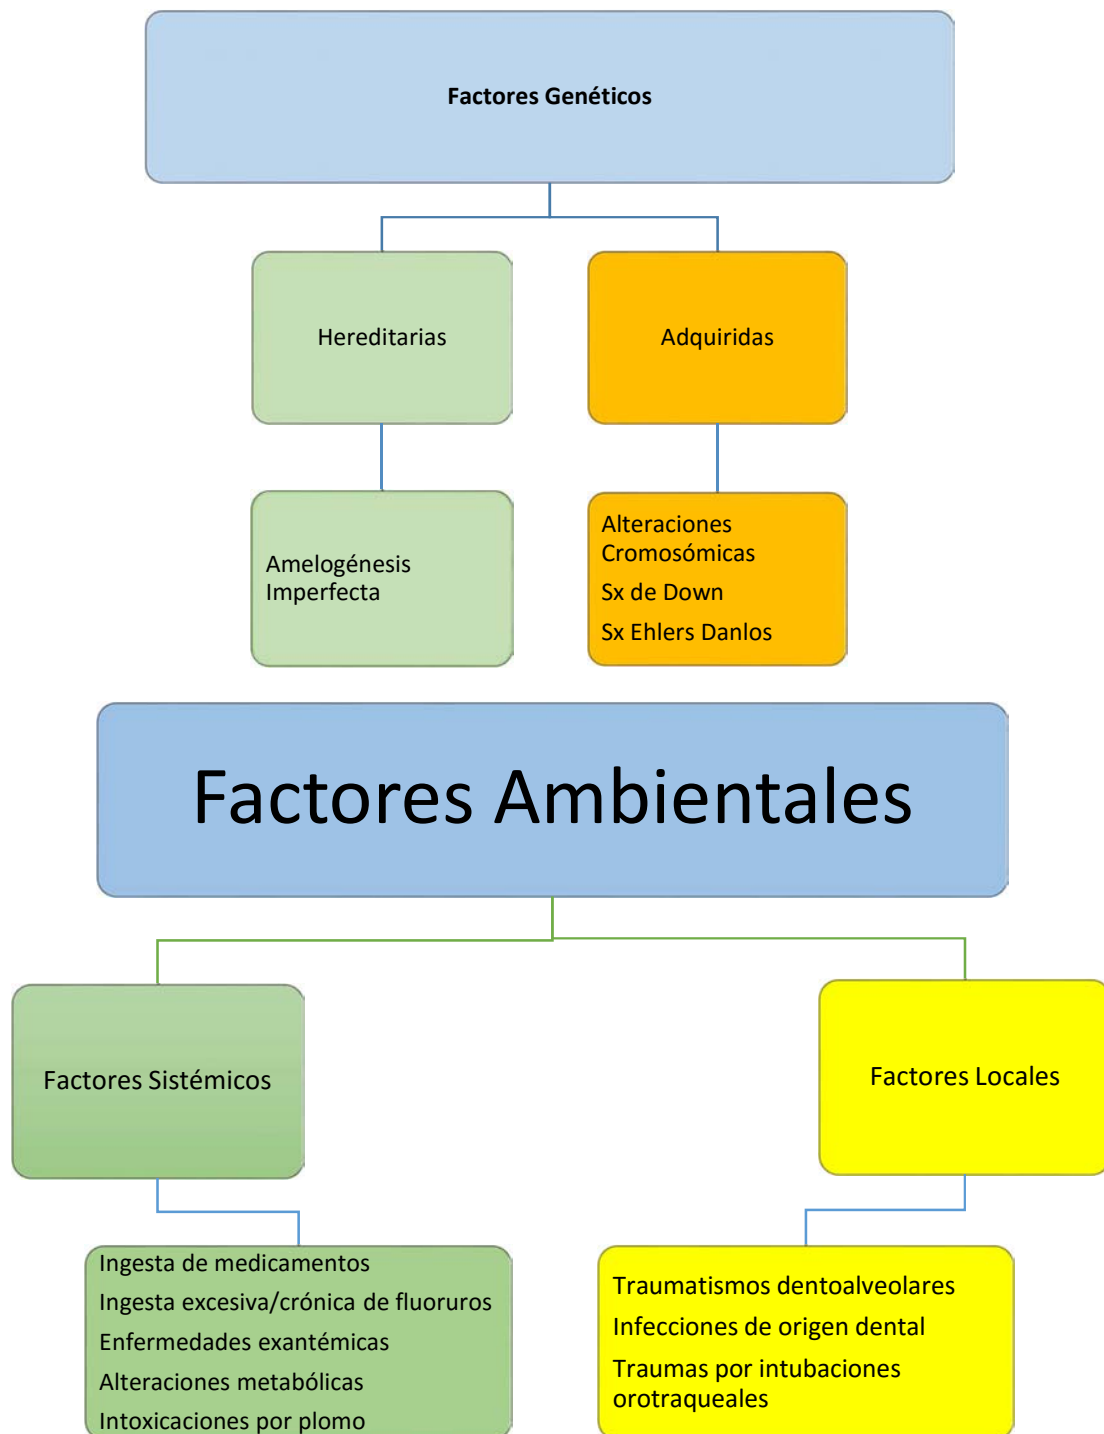 Factores Genéticos
Hereditarias
Adquiridas
Amelogénesis
Imperfecta
Alteraciones
Cromosómicas
Sx de Down
Sx Ehlers Danlos
Factores Ambientales
Factores Sistémicos
Factores Locales
Ingesta de medicamentos
Ingesta excesiva/crónica de fluoruros
Enfermedades exantémicas
Alteraciones metabólicas
Intoxicaciones por plomo
Traumatismos dentoalveolares
Infecciones de origen dental
Traumas por intubaciones
orotraqueales